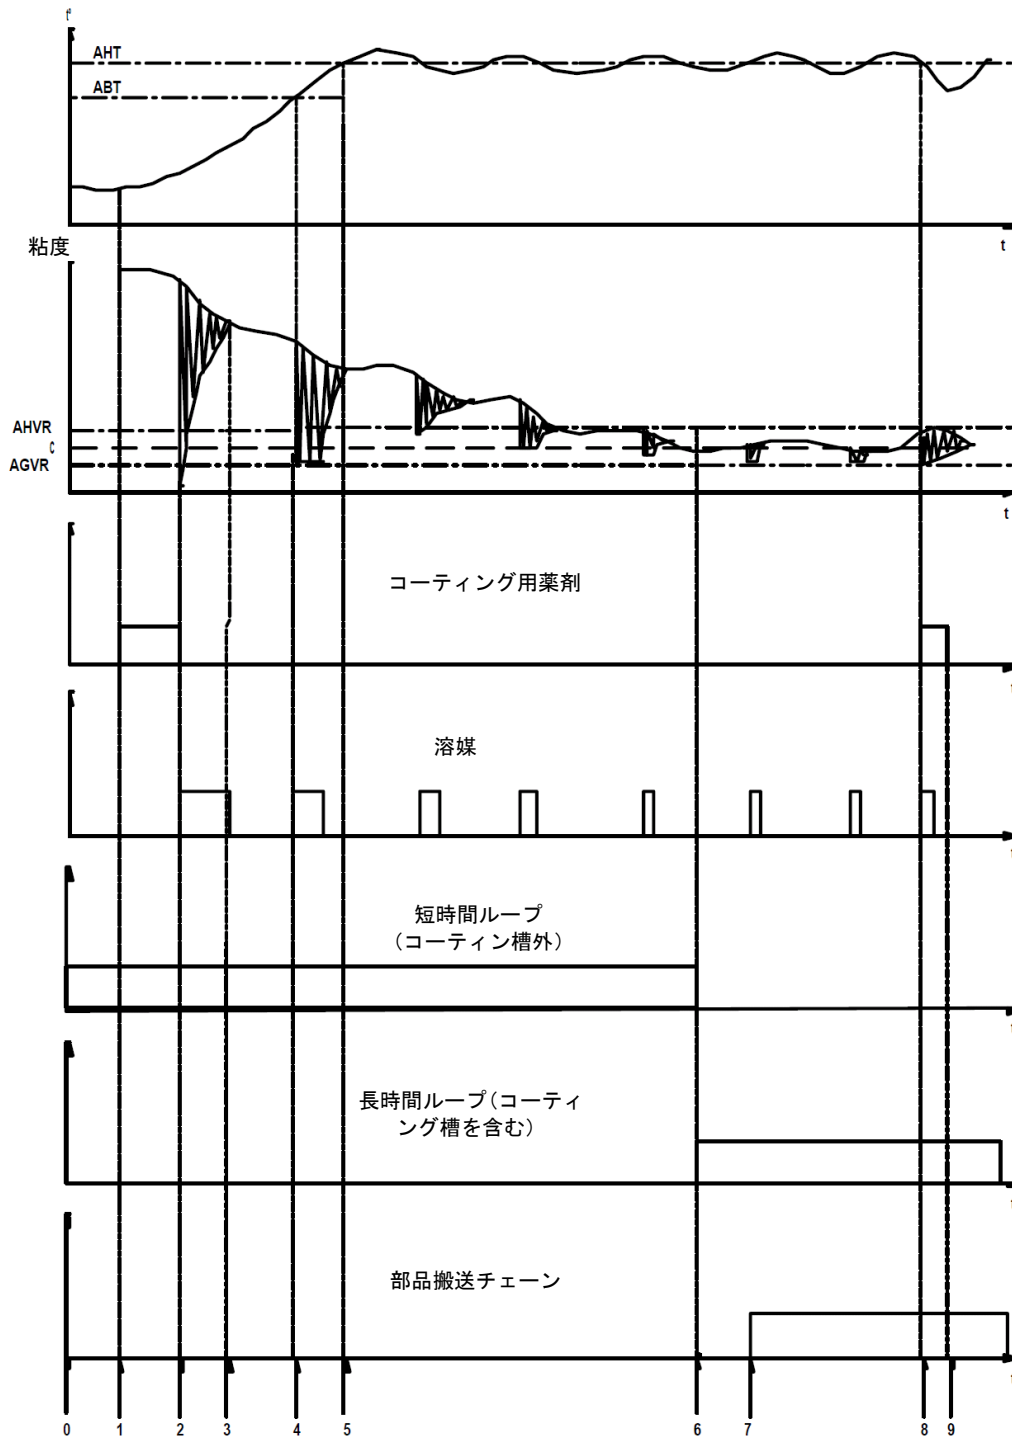 t°
AHT
ABT
t
粘度
AHVR
C
AGVR
t
コーティング用薬剤
t
溶媒
t
短時間ループ
（コーティン槽外）
t
長時間ループ（コーティ
ング槽を含む）
t
部品搬送チェーン
t
0 1 2 3 4 5 6 7 8 9